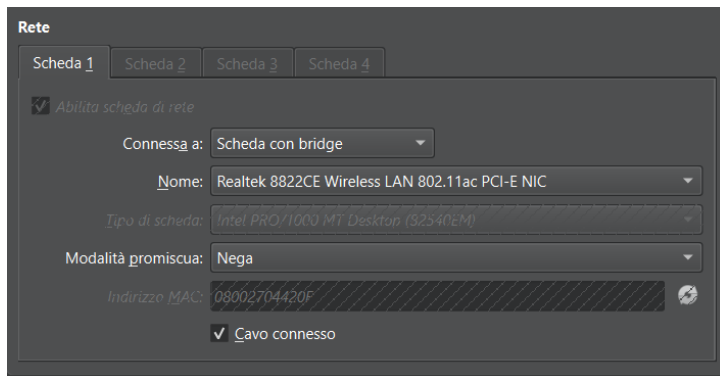 Rete
Scheda 1 Scheda 2 Scheda 3 Scheda 4
Abilita scheda di rete
Connessa a: Scheda con bridge
Nome: Realtek 8822CE Wireless LAN 802.11ac PCI-E NIC
Tipo di scheda: Intel PRO/1000 MT Desktop (82540EM)
Modalità promiscua: Nega
Indirizzo MAC: 08002704420F
Cavo connesso